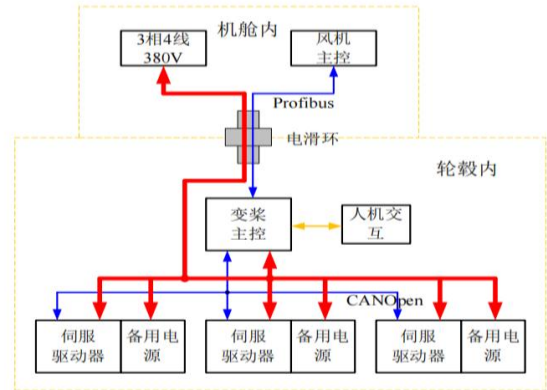 机舱内
3相4线
380V
风机
主控
Profibus
电滑环
轮毂内
变桨
主控
人机交
互
CANOpen
伺服
驱动器
备用电
源
伺服
驱动器
备用电
源
伺服
驱动器
备用电
源